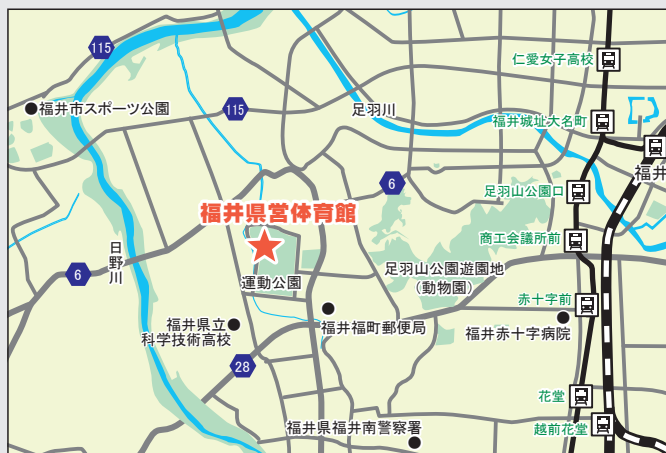 115
仁愛女子高校
福井市スポーツ公園
115
足羽川
福井城址大名町
福井
6
足羽山公園口
福井県営体育館
商工会議所前
日野川
6
運動公園
足羽山公園遊園地
(動物園)
赤十字前
福井県立
科学技術高校
福井福町郵便局
福井赤十字病院
28
花堂
福井県福井南警察署
越前花堂